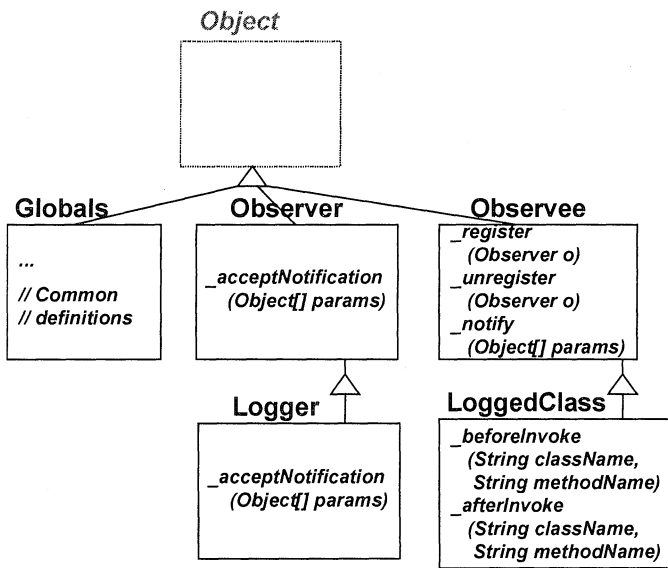 Object
Globals
...
// Common
// definitions
Observer
_acceptNotification
(Object[] params)
Observee
_register
(Observer o)
_unregister
(Observer o)
_notify
(Object[] params)
Logger
_acceptNotification
(Object[] params)
LoggedClass
_beforeInvoke
(String className,
String methodName)
_afterInvoke
(String className,
String methodName)